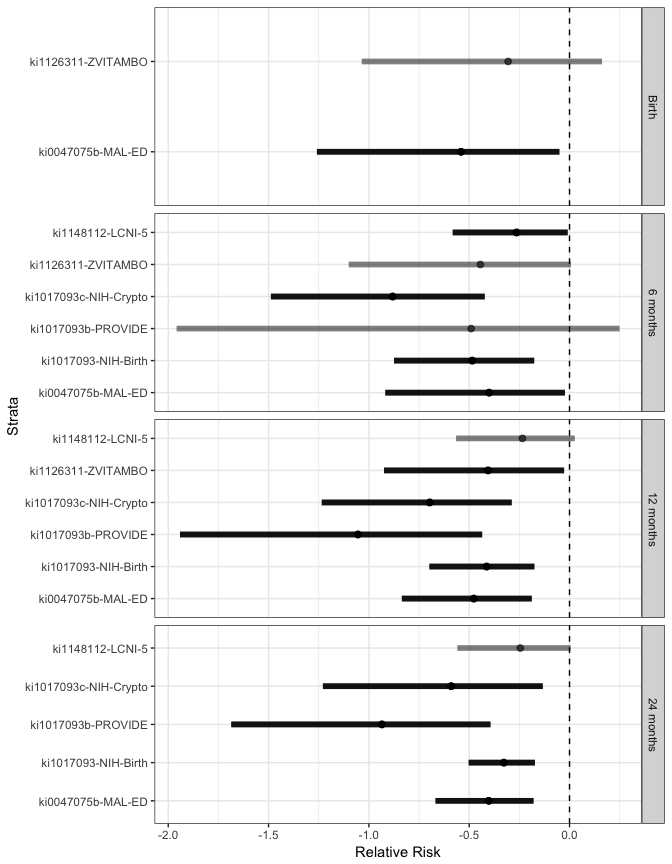 Birth
ki1126311-ZVITAMBO
ki0047075b-MAL-ED
6 months
ki1148112-LCNI-5
ki1126311-ZVITAMBO
ki1017093c-NIH-Crypto
ki1017093b-PROVIDE
ki1017093-NIH-Birth
ki0047075b-MAL-ED
12 months
ki1148112-LCNI-5
ki1126311-ZVITAMBO
ki1017093c-NIH-Crypto
ki1017093b-PROVIDE
ki1017093-NIH-Birth
ki0047075b-MAL-ED
24 months
ki1148112-LCNI-5
ki1017093c-NIH-Crypto
ki1017093b-PROVIDE
ki1017093-NIH-Birth
ki0047075b-MAL-ED
Strata
-2.0 -1.5 -1.0 -0.5 0.0
Relative Risk